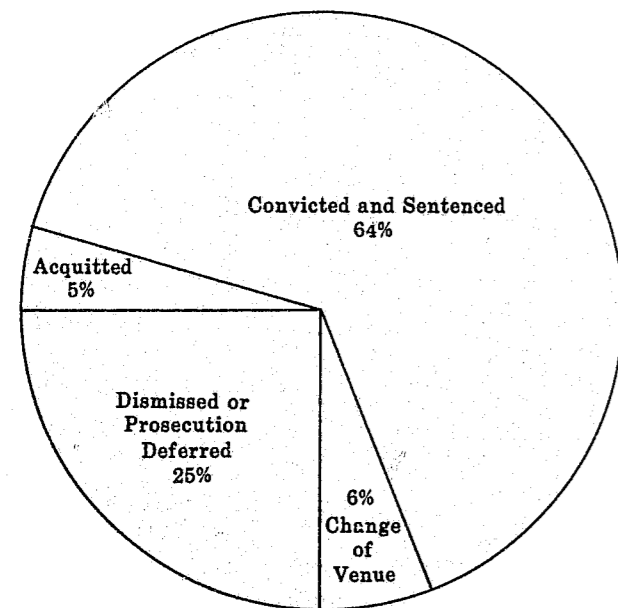 Convicted and Sentenced
64%
Acquitted
5%
Dismissed or
Prosecution
Deferred
25%
6%
Change
of
Venue